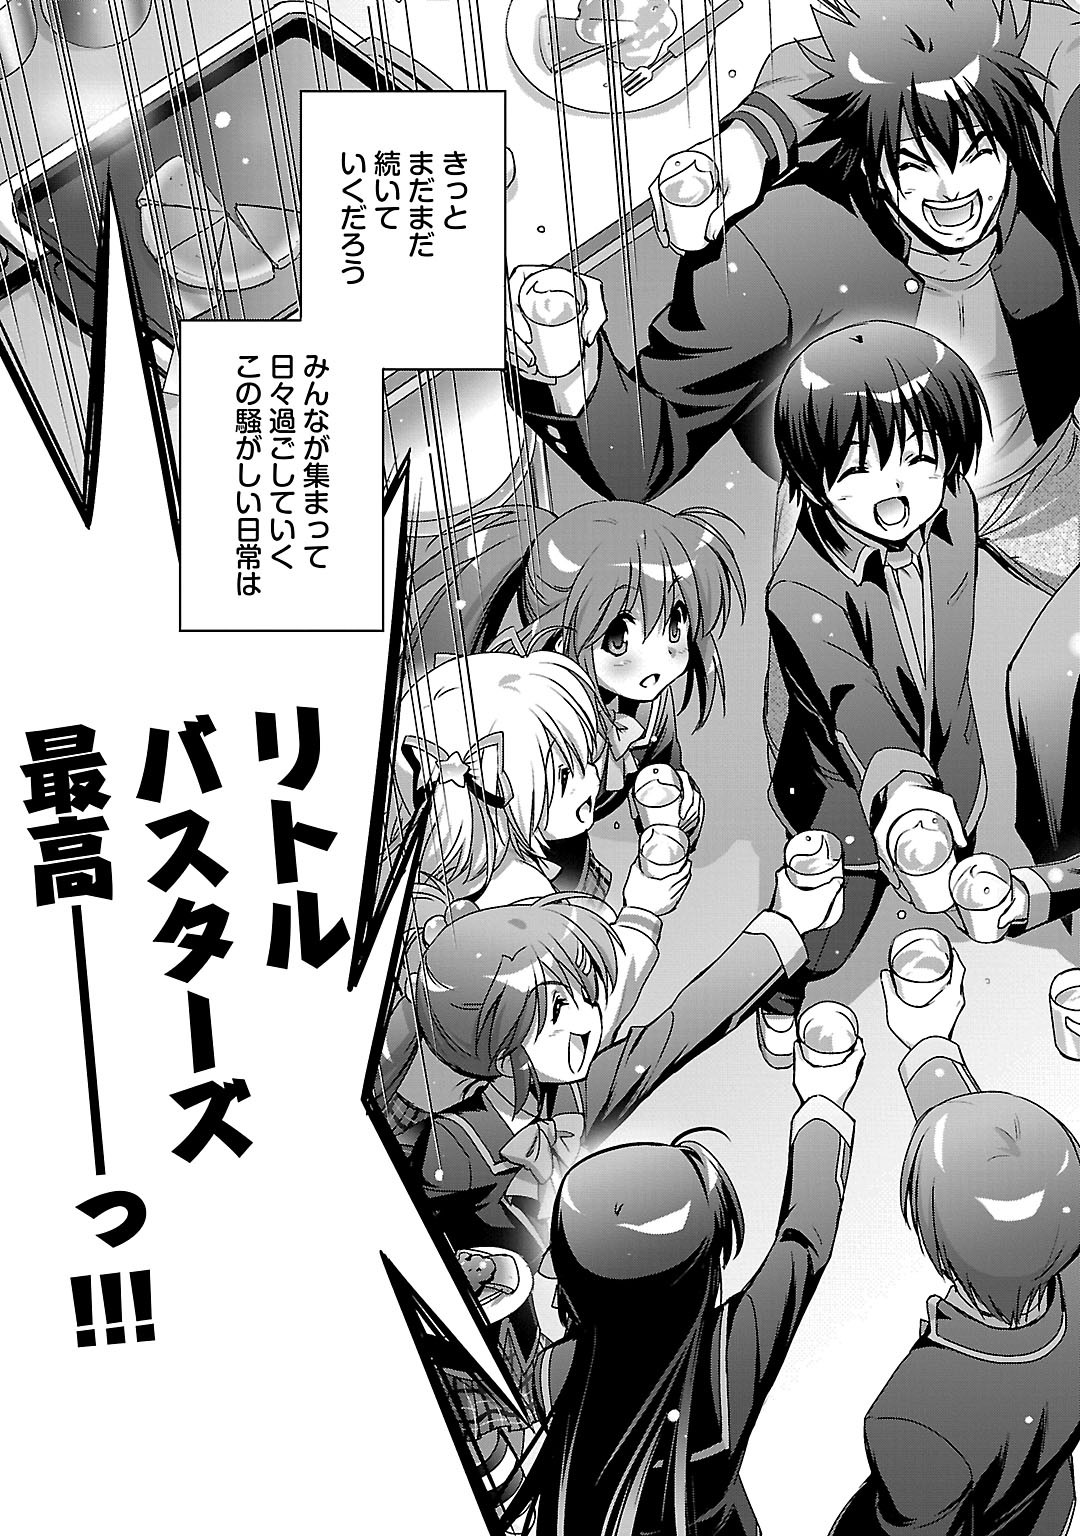 きっと
まだまだ
続いて
いくだろう
みんなが集まって
日々過ごしていく
この騒がしい日常は
リトル
バスターズ
最高――っ!!!